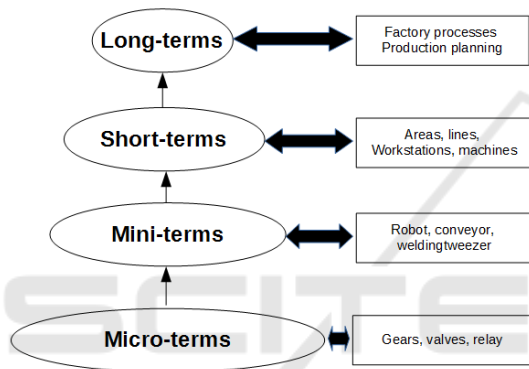 Long-terms
Factory processes
Production planning
Short-terms
Areas, lines,
Workstations, machines
Mini-terms
Robot, conveyor,
weldingtweezer
Micro-terms
Gears, valves, relay
SCITE